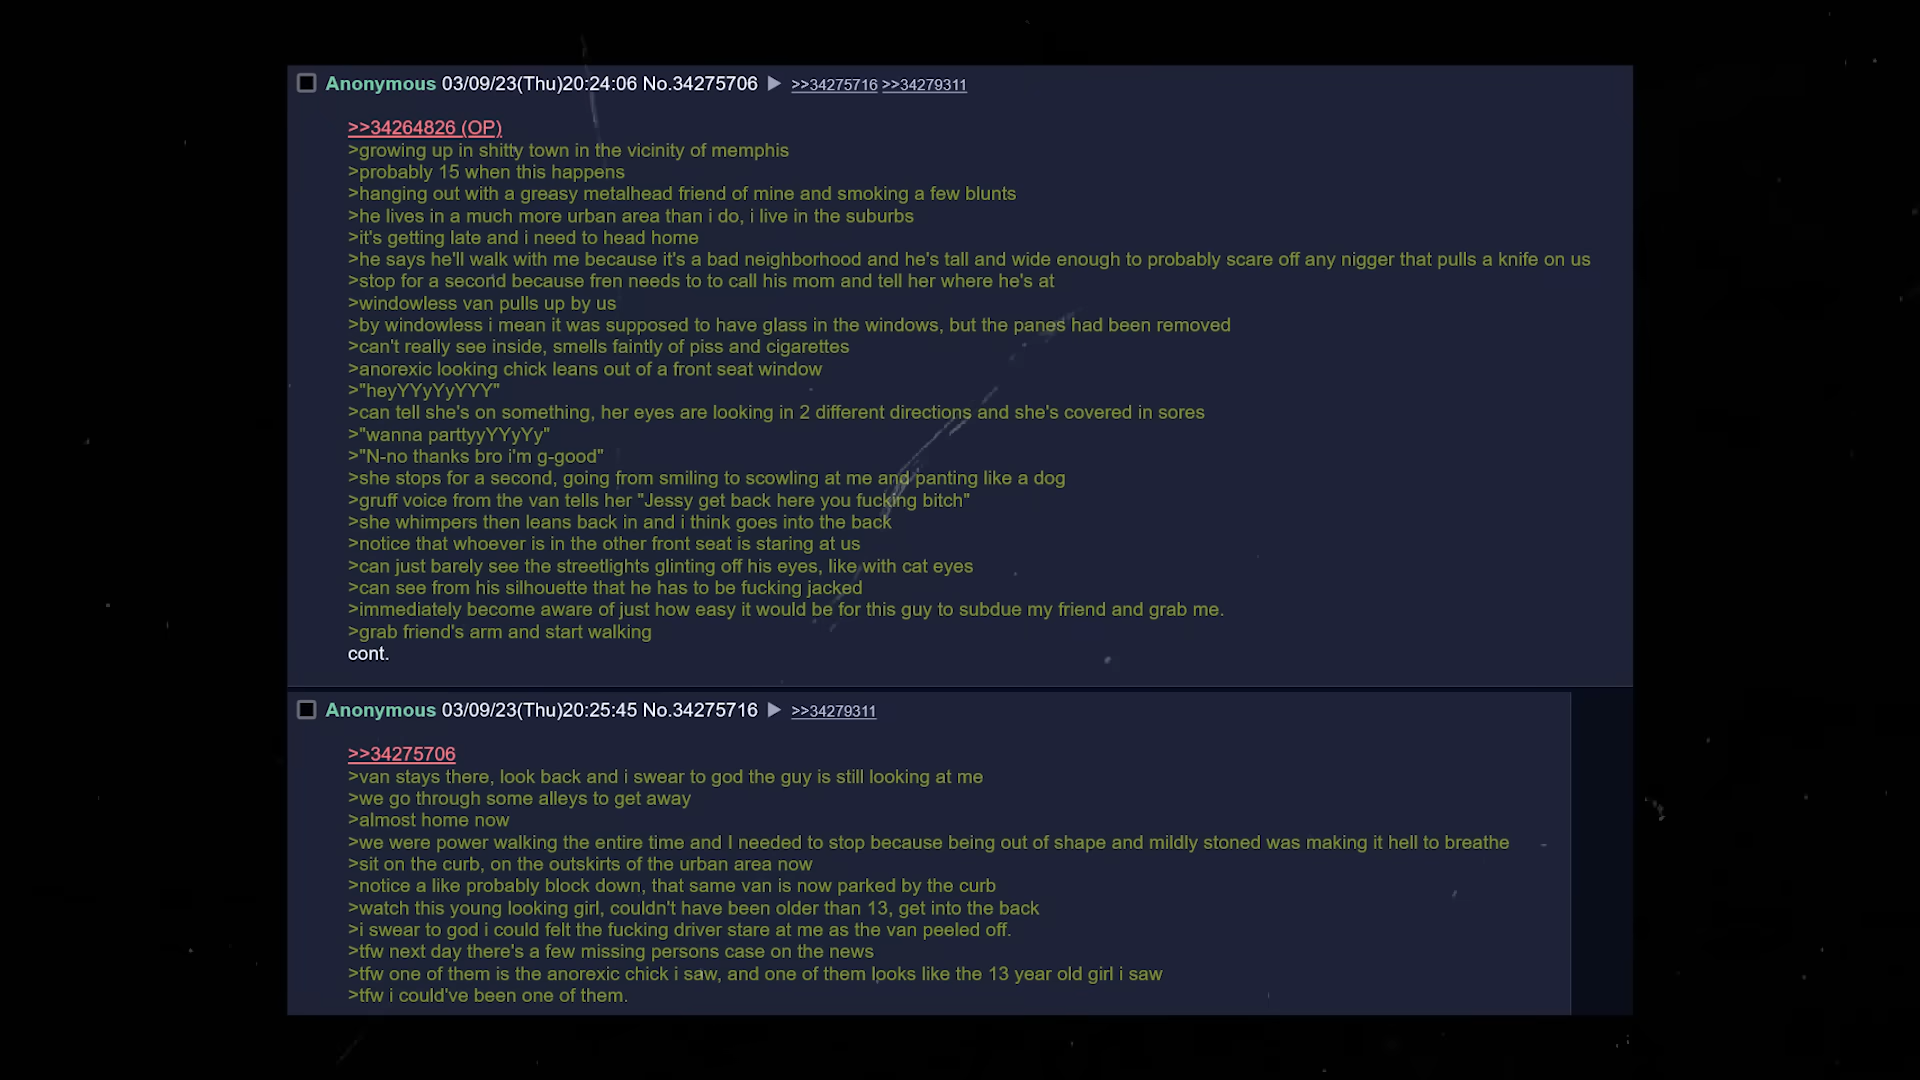 Anonymous 03/09/23(Thu)20:24:06 No.34275706 ▶ >>34275716 >>34279311
>>34264826 (OP)
>growing up in shitty town in the vicinity of memphis
>probably 15 when this happens
>hanging out with a greasy metalhead friend of mine and smoking a few blunts
>he lives in a much more urban area than i do, i live in the suburbs
>it's getting late and i need to head home
>he says he'll walk with me because it's a bad neighborhood and he's tall and wide enough to probably scare off any nigger that pulls a knife on us
>stop for a second because fren needs to to call his mom and tell her where he's at
>windowless van pulls up by us
>by windowless i mean it was supposed to have glass in the windows, but the panes had been removed
>can't really see inside, smells faintly of piss and cigarettes
>anorexic looking chick leans out of a front seat window
>"heyYYyYyYYY"
>can tell she's on something, her eyes are looking in 2 different directions and she's covered in sores
>"wanna parttyyYYyYy"
>"N-no thanks bro i'm g-good"
>she stops for a second, going from smiling to scowling at me and panting like a dog
>gruff voice from the van tells her "Jessy get back here you fucking bitch"
>she whimpers then leans back in and i think goes into the back
>notice that whoever is in the other front seat is staring at us
>can just barely see the streetlights glinting off his eyes, like with cat eyes
>can see from his silhouette that he has to be fucking jacked
>immediately become aware of just how easy it would be for this guy to subdue my friend and grab me.
>grab friend's arm and start walking
cont.
Anonymous 03/09/23(Thu)20:25:45 No.34275716 ▶ >>34279311
>>34275706
>van stays there, look back and i swear to god the guy is still looking at me
>we go through some alleys to get away
>almost home now
>we were power walking the entire time and I needed to stop because being out of shape and mildly stoned was making it hell to breathe
>sit on the curb, on the outskirts of the urban area now
>notice a like probably block down, that same van is now parked by the curb
>watch this young looking girl, couldn't have been older than 13, get into the back
>i swear to god i could felt the fucking driver stare at me as the van peeled off.
>tfw next day there's a few missing persons case on the news
>tfw one of them is the anorexic chick i saw, and one of them looks like the 13 year old girl i saw
>tfw i could've been one of them.